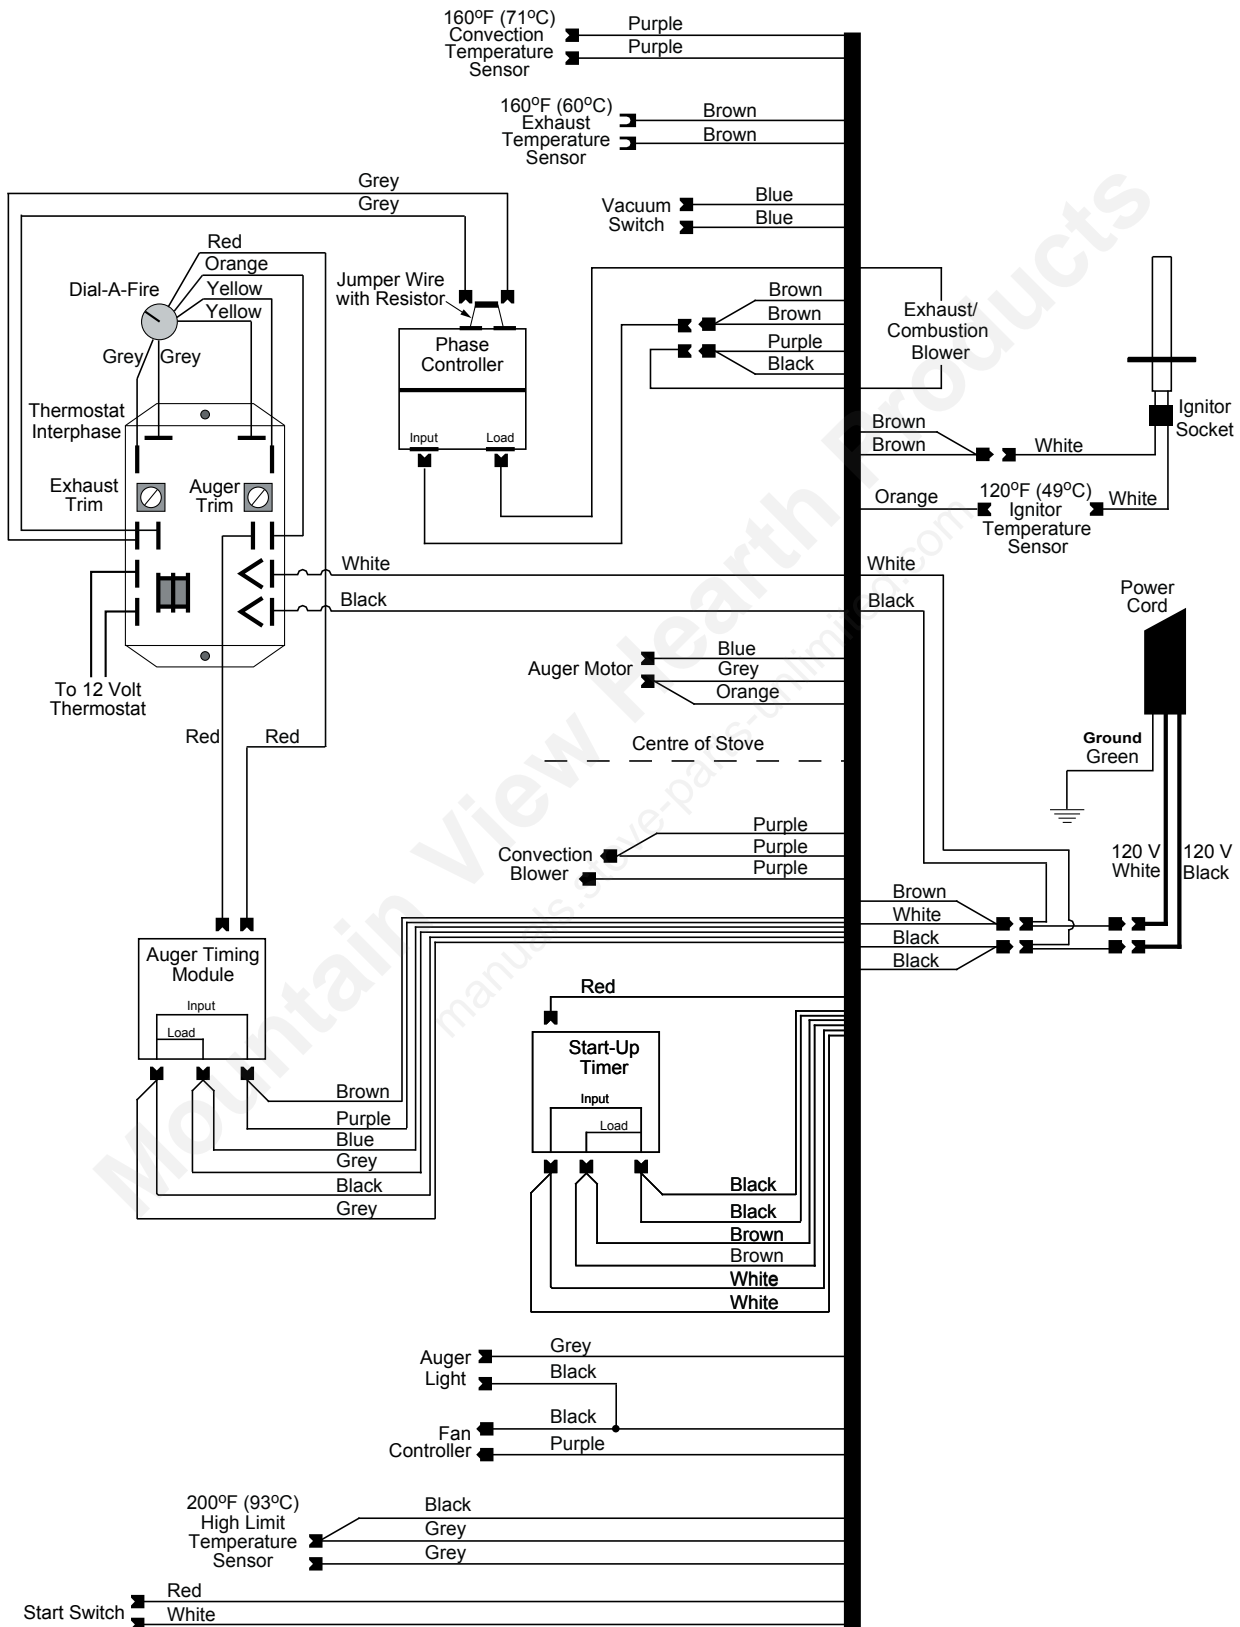 160ºF (71ºC)
Convection
Temperature
Sensor
Purple
Purple
160ºF (60ºC)
Exhaust
Temperature
Sensor
Brown
Brown
Grey
Grey
Vacuum
Switch
Blue
Blue
Red
Orange
Yellow
Yellow
Dial-A-Fire
Grey
Grey
Jumper Wire
with Resistor
Phase
Controller
Input
Load
Brown
Brown
Purple
Black
Exhaust/
Combustion
Blower
Thermostat
Interphase
Exhaust
Trim
Auger
Trim
Brown
Brown
White
Ignitor
Socket
Orange
120ºF (49ºC)
Ignitor
Temperature
Sensor
White
White
Black
White
Black
Power
Cord
To 12 Volt
Thermostat
Auger Motor
Blue
Grey
Orange
Red
Red
Centre of Stove
Ground
Green
120 V
White
120 V
Black
Convection
Blower
Purple
Purple
Purple
Brown
White
Black
Black
Auger Timing
Module
Input
Load
Brown
Purple
Blue
Grey
Black
Grey
Red
Start-Up
Timer
Input
Load
Black
Black
Brown
Brown
White
White
Auger
Light
Grey
Black
Fan
Controller
Black
Purple
200ºF (93ºC)
High Limit
Temperature
Sensor
Black
Grey
Grey
Start Switch
Red
White
Mountain View Hearth Products
manuals.stove-parts-unlimited.com